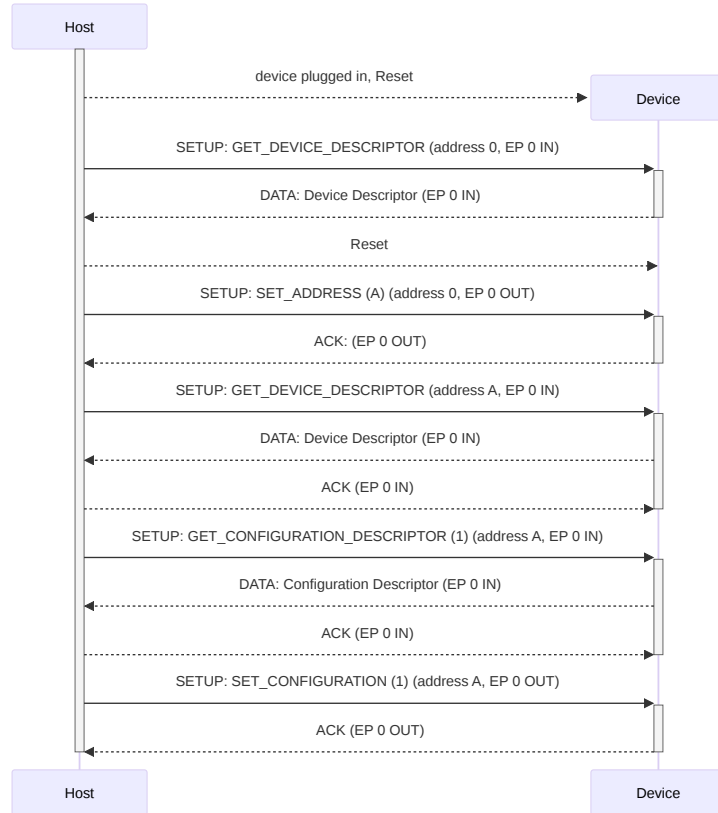 Host
device plugged in, Reset
Device
SETUP: GET_DEVICE_DESCRIPTOR (address 0, EP 0 IN)
DATA: Device Descriptor (EP 0 IN)
Reset
SETUP: SET_ADDRESS (A) (address 0, EP 0 OUT)
ACK: (EP 0 OUT)
SETUP: GET_DEVICE_DESCRIPTOR (address A, EP 0 IN)
DATA: Device Descriptor (EP 0 IN)
ACK (EP 0 IN)
SETUP: GET_CONFIGURATION_DESCRIPTOR (1) (address A, EP 0 IN)
DATA: Configuration Descriptor (EP 0 IN)
ACK (EP 0 IN)
SETUP: SET_CONFIGURATION (1) (address A, EP 0 OUT)
ACK (EP 0 OUT)
Host
Device